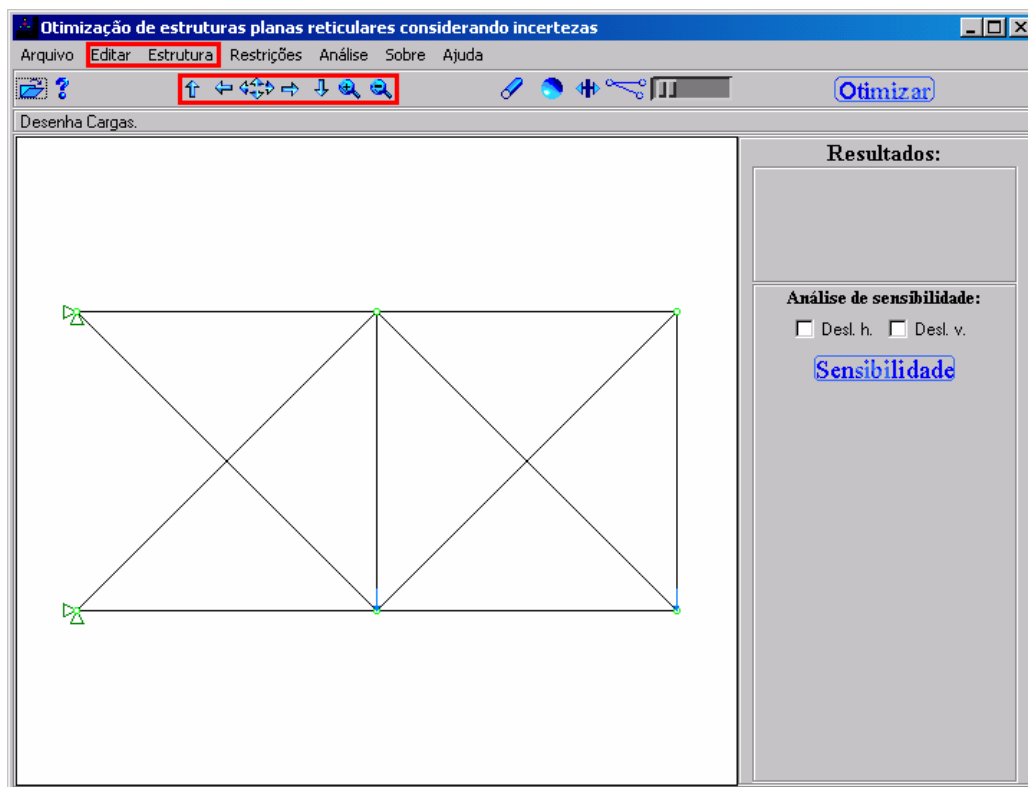 Otimização de estruturas planas reticulares considerando incertezas
Arquivo Editar Estrutura Restrições Análise Sobre Ajuda
Otimizar
Desenha Cargas.
Resultados:
Análise de sensibilidade:
Desl. h. Desl. v.
Sensibilidade